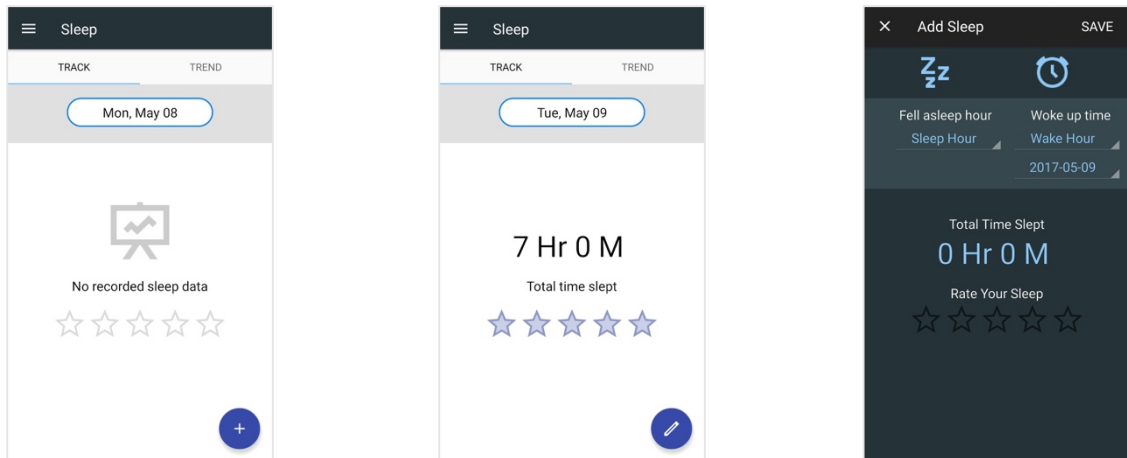 Sleep
TRACK TREND
Mon, May 08
No recorded sleep data
Sleep
TRACK TREND
Tue, May 09
7 Hr 0 M
Total time slept
Add Sleep SAVE
Zzz
Fell asleep hour Woke up time
Sleep Hour Wake Hour
2017-05-09
Total Time Slept
0 Hr 0 M
Rate Your Sleep